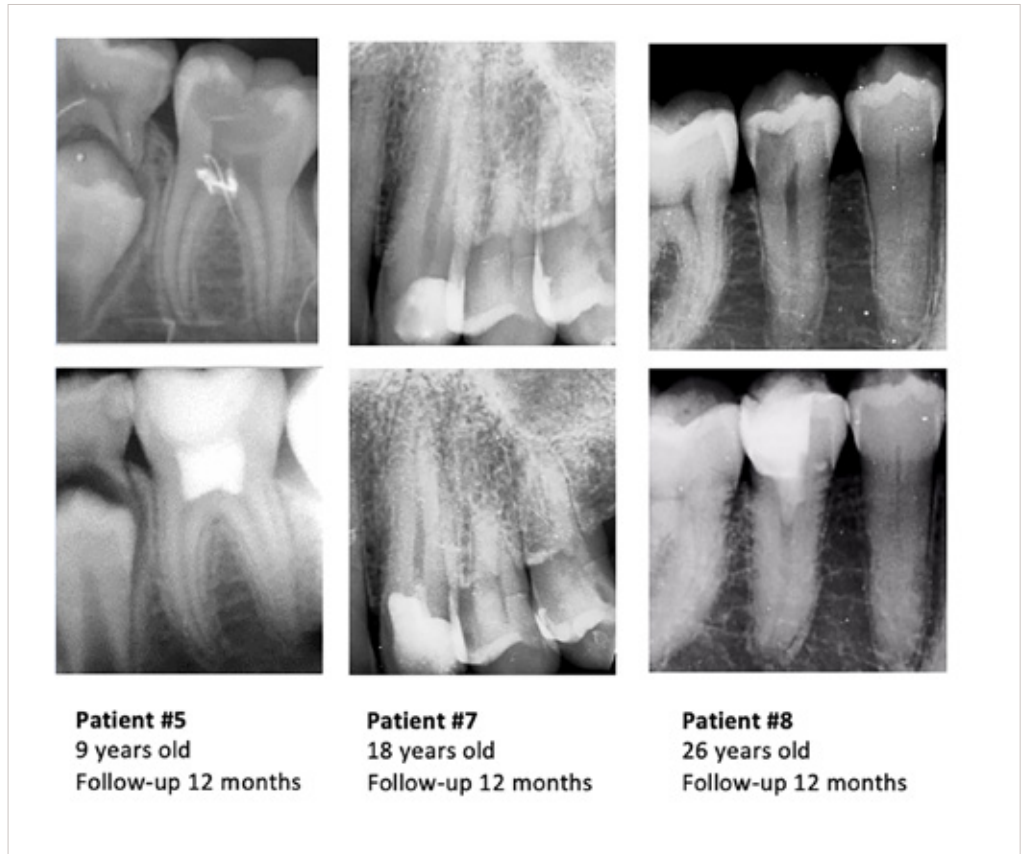 Patient #5
9 years old
Follow-up 12 months
Patient #7
18 years old
Follow-up 12 months
Patient #8
26 years old
Follow-up 12 months